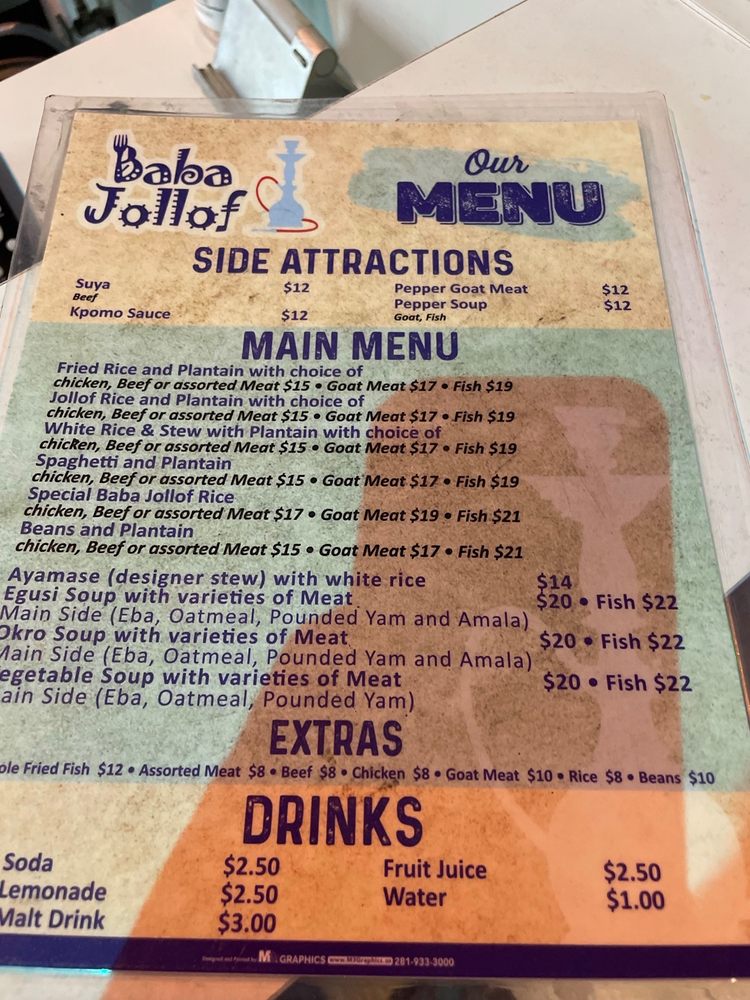 Baba
Jollof
Our
MENU
SIDE ATTRACTIONS
Suya $12
Beef
Kpomo Sauce $12
Pepper Goat Meat $12
Pepper Soup $12
Goat, Fish
MAIN MENU
Fried Rice and Plantain with choice of
chicken, Beef or assorted Meat $15 • Goat Meat $17 • Fish $19
Jollof Rice and Plantain with choice of
chicken, Beef or assorted Meat $15 • Goat Meat $17 • Fish $19
White Rice & Stew with Plantain with choice of
chicKen, Beef or assorted Meat $15 • Goat Meat $17 • Fish $19
Spaghetti and Plantain
chicken, Beef or assorted Meat $15 • Goat Meat $17 • Fish $19
Special Baba Jollof Rice
chicken, Beef or assorted Meat $17 • Goat Meat $19 • Fish $21
Beans and Plantain
chicken, Beef or assorted Meat $15 • Goat Meat $17 • Fish $21
Ayamase (designer stew) with white rice $14
Egusi Soup with varieties of Meat $20 • Fish $22
Main Side (Eba, Oatmeal, Pounded Yam and Amala)
Okro Soup with varieties of Meat $20 • Fish $22
Main Side (Eba, Oatmeal, Pounded Yam and Amala)
egetable Soup with varieties of Meat $20 • Fish $22
ain Side (Eba, Oatmeal, Pounded Yam)
EXTRAS
ole Fried Fish $12 • Assorted Meat $8 • Beef $8 • Chicken $8 • Goat Meat $10 • Rice $8 • Beans $10
DRINKS
Soda $2.50
Lemonade $2.50
Malt Drink $3.00
Fruit Juice $2.50
Water $1.00
Designed and Printed by GRAPHICS 281-933-3000